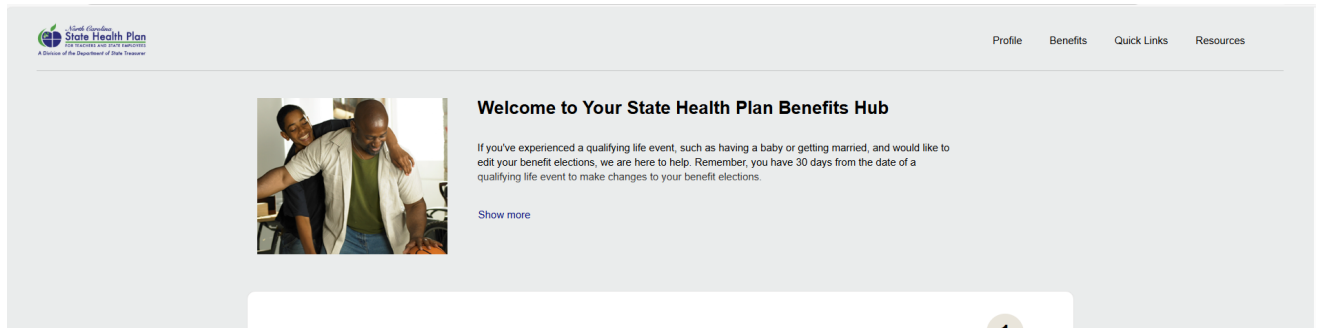 North Carolina
State Health Plan
FOR TEACHERS AND STATE EMPLOYEES
A Division of the Department of State Treasurer
Profile Benefits Quick Links Resources
Welcome to Your State Health Plan Benefits Hub
If you've experienced a qualifying life event, such as having a baby or getting married, and would like to
edit your benefit elections, we are here to help. Remember, you have 30 days from the date of a
qualifying life event to make changes to your benefit elections.
Show more